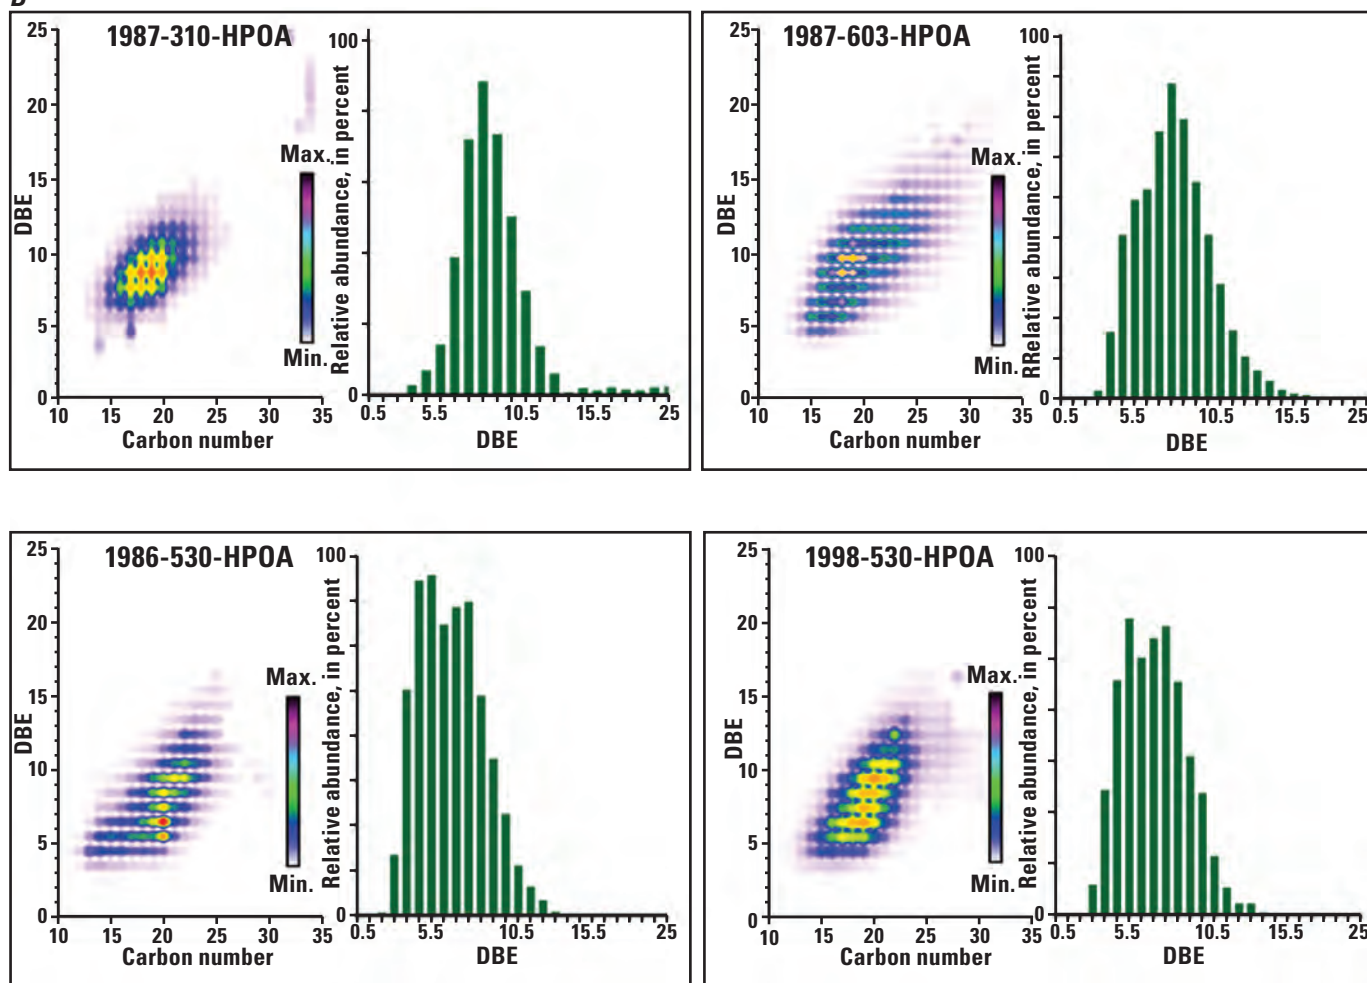 B
1987-310-HPOA
25
20
15
10
5
0
DBE
10 15 20 25 30 35
Carbon number
Max.
Min.
Relative abundance, in percent
100
0
0.5 5.5 10.5 15.5 25
DBE
1987-603-HPOA
25
20
15
10
5
0
DBE
10 15 20 25 30 35
Carbon number
Max.
Min.
RRelative abundance, in percent
100
0
0.5 5.5 10.5 15.5 25
DBE
1986-530-HPOA
25
20
15
10
5
0
DBE
10 15 20 25 30 35
Carbon number
Max.
Min.
Relative abundance, in percent
100
0
0.5 5.5 10.5 15.5 25
DBE
1998-530-HPOA
25
20
15
10
5
0
DBE
10 15 20 25 30 35
Carbon number
Max.
Min.
Relative abundance, in percent
100
0
0.5 5.5 10.5 15.5 25
DBE